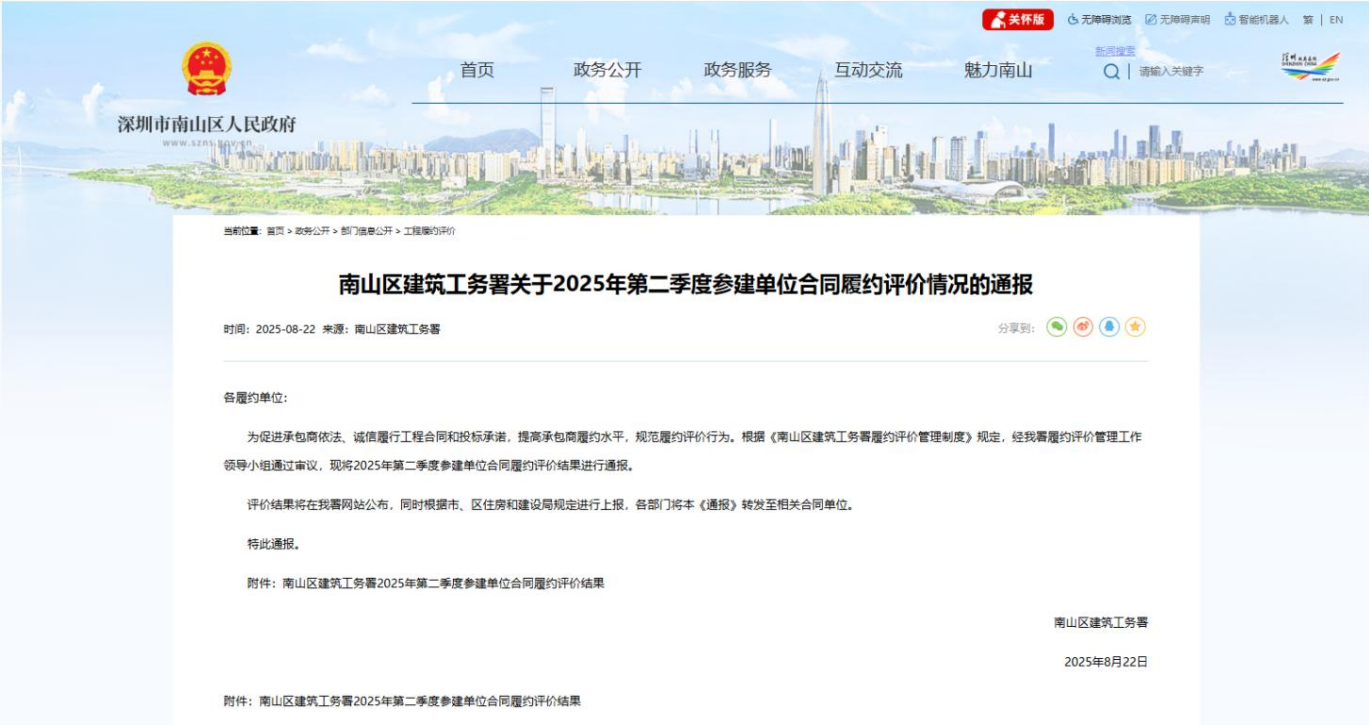 关怀版 无障碍浏览 无障碍声明 智能机器人 繁 | EN
新闻搜索
首页 政务公开 政务服务 互动交流 魅力南山 请输入关键字
深圳市南山区人民政府
www.szns.gov.cn
当前位置：首页 > 政务公开 > 部门信息公开 > 工程履约评价
南山区建筑工务署关于2025年第二季度参建单位合同履约评价情况的通报
时间：2025-08-22 来源：南山区建筑工务署 分享到：
各履约单位：
为促进承包商依法、诚信履行工程合同和投标承诺，提高承包商履约水平，规范履约评价行为。根据《南山区建筑工务署履约评价管理制度》规定，经我署履约评价管理工作
领导小组通过审议，现将2025年第二季度参建单位合同履约评价结果进行通报。
评价结果将在我署网站公布，同时根据市、区住房和建设局规定进行上报，各部门将本《通报》转发至相关合同单位。
特此通报。
附件：南山区建筑工务署2025年第二季度参建单位合同履约评价结果
南山区建筑工务署
2025年8月22日
附件：南山区建筑工务署2025年第二季度参建单位合同履约评价结果